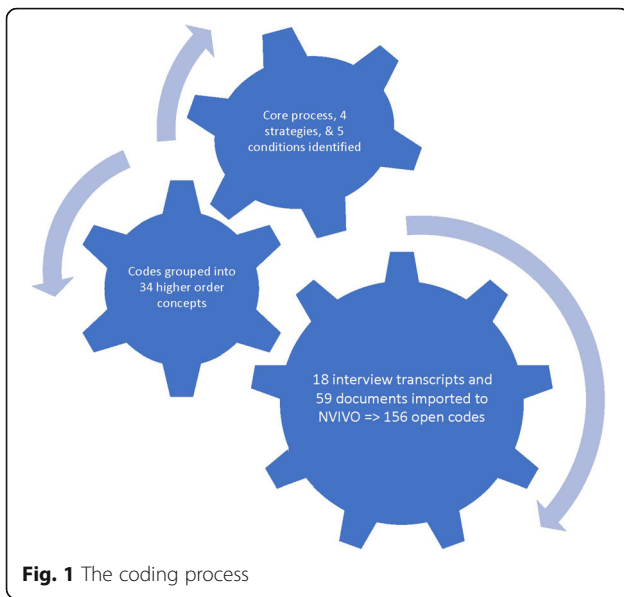 Core process, 4
strategies, & 5
conditions identified
Codes grouped into
34 higher order
concepts
18 interview transcripts and
59 documents imported to
NVIVO => 156 open codes
Fig. 1 The coding process